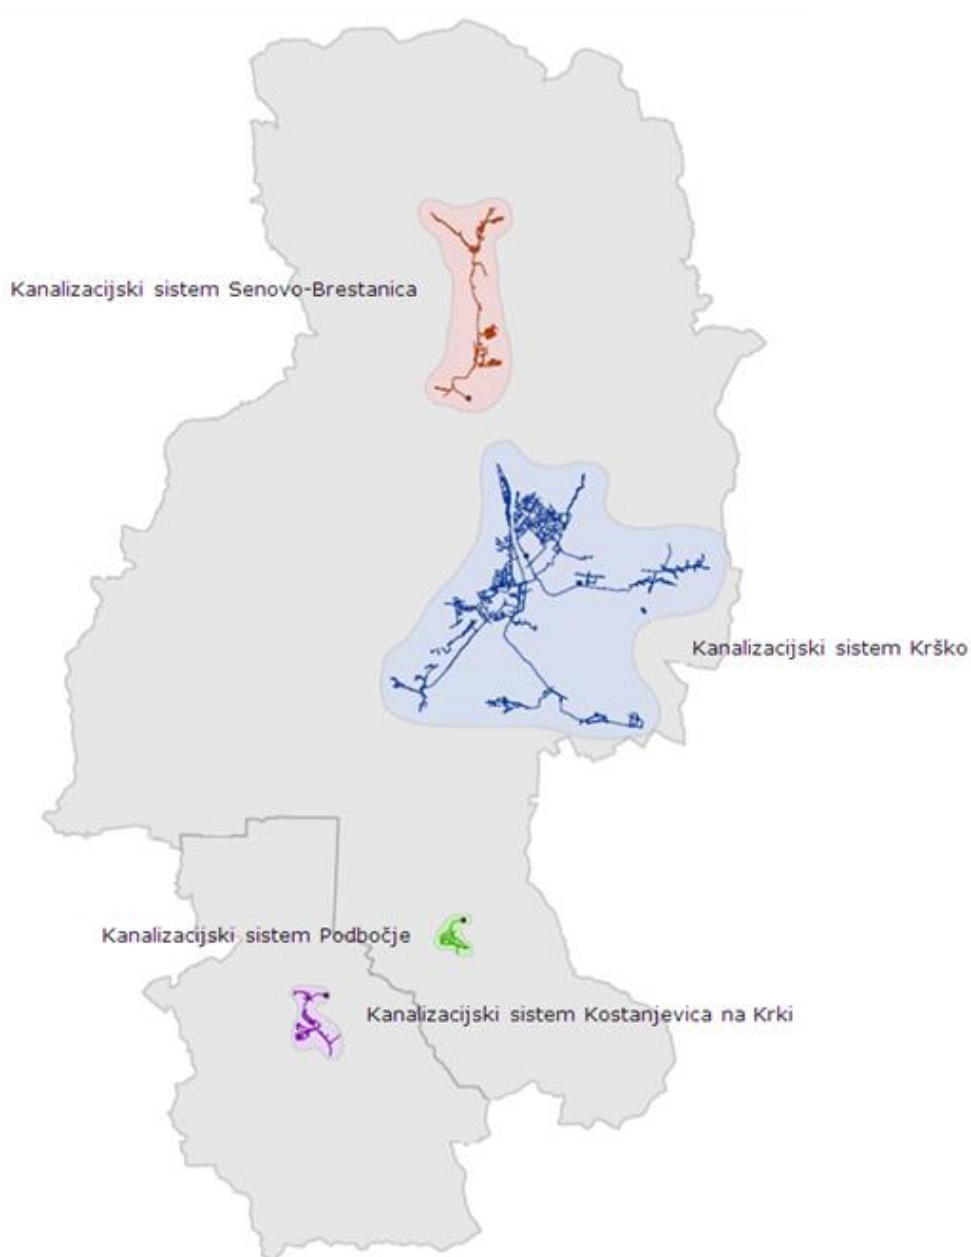 Kanalizacijski sistem Senovo-Brestanica
Kanalizacijski sistem Krško
Kanalizacijski sistem Podbočje
Kanalizacijski sistem Kostanjevica na Krki